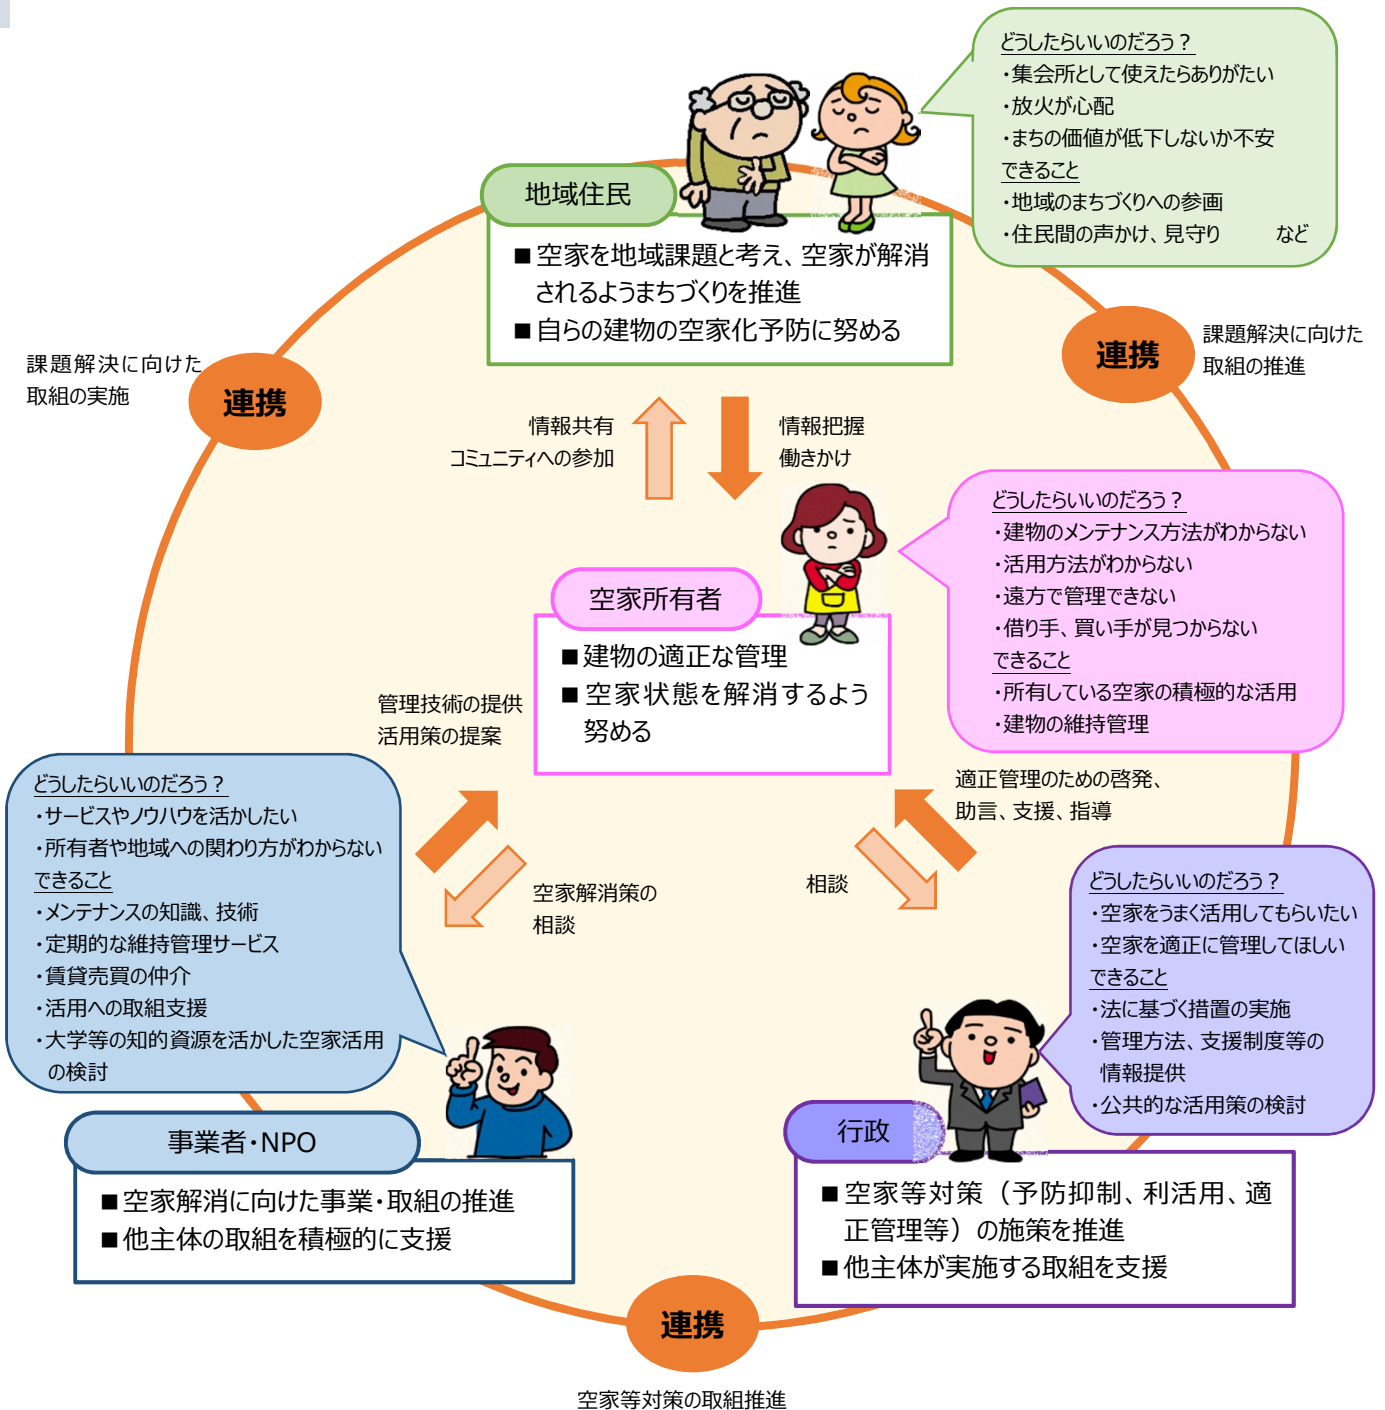 どうしたらいいのだろう？
・集会所として使えたらありがたい
・放火が心配
・まちの価値が低下しないか不安
できること
・地域のまちづくりへの参画
・住民間の声かけ、見守り　　など
地域住民
■空家を地域課題と考え、空家が解消
されるようまちづくりを推進
■自らの建物の空家化予防に努める
課題解決に向けた
取組の実施
連携
連携
課題解決に向けた
取組の推進
情報共有
コミュニティへの参加
情報把握
働きかけ
どうしたらいいのだろう？
・建物のメンテナンス方法がわからない
・活用方法がわからない
・遠方で管理できない
・借り手、買い手が見つからない
できること
・所有している空家の積極的な活用
・建物の維持管理
空家所有者
■建物の適正な管理
■空家状態を解消するよう
努める
管理技術の提供
活用策の提案
適正管理のための啓発、
助言、支援、指導
空家解消策の
相談
相談
どうしたらいいのだろう？
・サービスやノウハウを活かしたい
・所有者や地域への関わり方がわからない
できること
・メンテナンスの知識、技術
・定期的な維持管理サービス
・賃貸売買の仲介
・活用への取組支援
・大学等の知的資源を活かした空家活用
の検討
どうしたらいいのだろう？
・空家をうまく活用してもらいたい
・空家を適正に管理してほしい
できること
・法に基づく措置の実施
・管理方法、支援制度等の
情報提供
・公共的な活用策の検討
事業者・NPO
■空家解消に向けた事業・取組の推進
■他主体の取組を積極的に支援
行政
■空家等対策（予防抑制、利活用、適
正管理等）の施策を推進
■他主体が実施する取組を支援
連携
空家等対策の取組推進